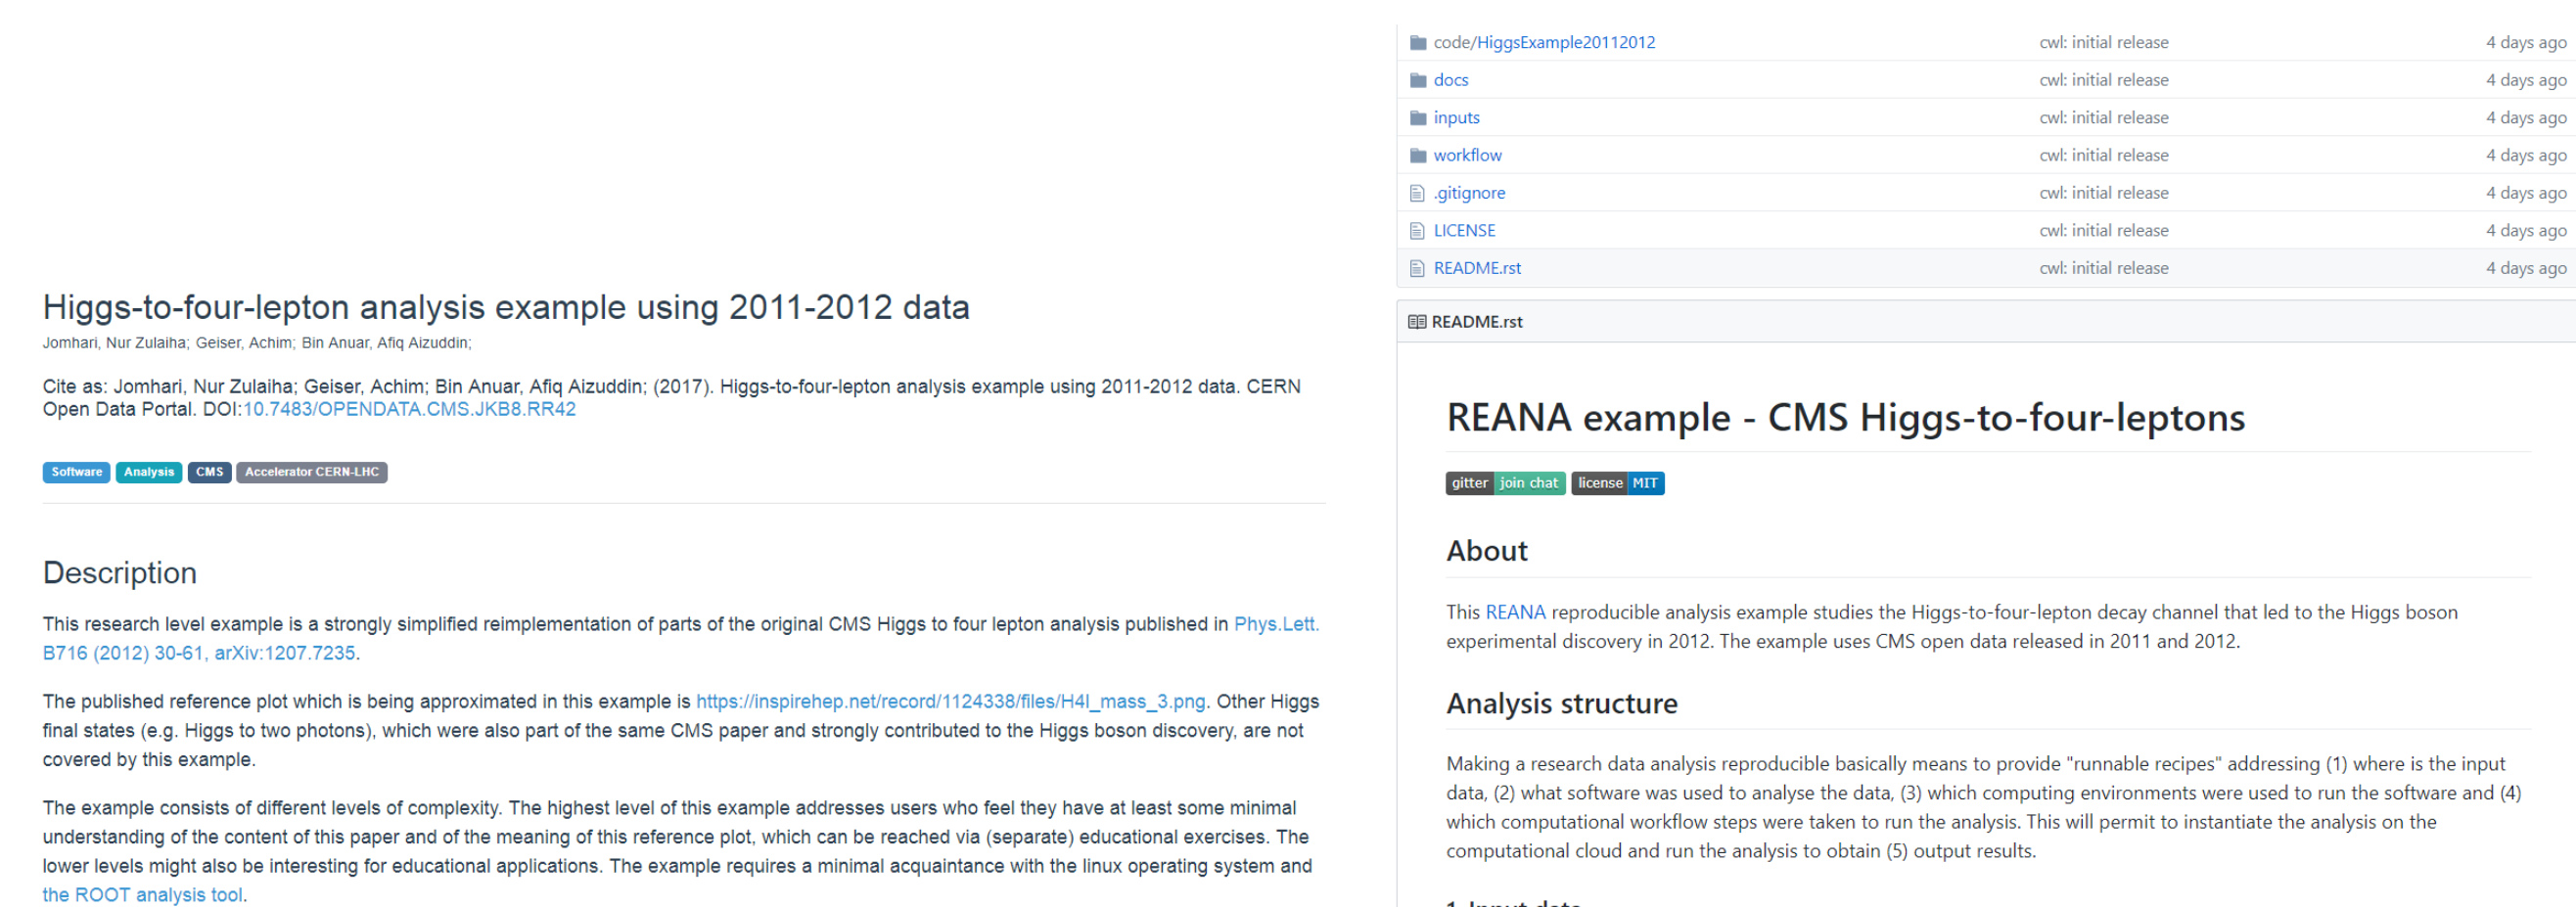 Higgs-to-four-lepton analysis example using 2011-2012 data
Jomhari, Nur Zulaiha; Geiser, Achim; Bin Anuar, Afiq Aizuddin;
Cite as: Jomhari, Nur Zulaiha; Geiser, Achim; Bin Anuar, Afiq Aizuddin; (2017). Higgs-to-four-lepton analysis example using 2011-2012 data. CERN
Open Data Portal. DOI:10.7483/OPENDATA.CMS.JKB8.RR42
Software Analysis CMS Accelerator CERN-LHC
Description
This research level example is a strongly simplified reimplementation of parts of the original CMS Higgs to four lepton analysis published in Phys.Lett.
B716 (2012) 30-61, arXiv:1207.7235.
The published reference plot which is being approximated in this example is https://inspirehep.net/record/1124338/files/H4l_mass_3.png. Other Higgs
final states (e.g. Higgs to two photons), which were also part of the same CMS paper and strongly contributed to the Higgs boson discovery, are not
covered by this example.
The example consists of different levels of complexity. The highest level of this example addresses users who feel they have at least some minimal
understanding of the content of this paper and of the meaning of this reference plot, which can be reached via (separate) educational exercises. The
lower levels might also be interesting for educational applications. The example requires a minimal acquaintance with the linux operating system and
the ROOT analysis tool.
code/HiggsExample20112012 cwl: initial release 4 days ago
docs cwl: initial release 4 days ago
inputs cwl: initial release 4 days ago
workflow cwl: initial release 4 days ago
.gitignore cwl: initial release 4 days ago
LICENSE cwl: initial release 4 days ago
README.rst cwl: initial release 4 days ago
README.rst
REANA example - CMS Higgs-to-four-leptons
gitter join chat license MIT
About
This REANA reproducible analysis example studies the Higgs-to-four-lepton decay channel that led to the Higgs boson
experimental discovery in 2012. The example uses CMS open data released in 2011 and 2012.
Analysis structure
Making a research data analysis reproducible basically means to provide "runnable recipes" addressing (1) where is the input
data, (2) what software was used to analyse the data, (3) which computing environments were used to run the software and (4)
which computational workflow steps were taken to run the analysis. This will permit to instantiate the analysis on the
computational cloud and run the analysis to obtain (5) output results.
1. Input data